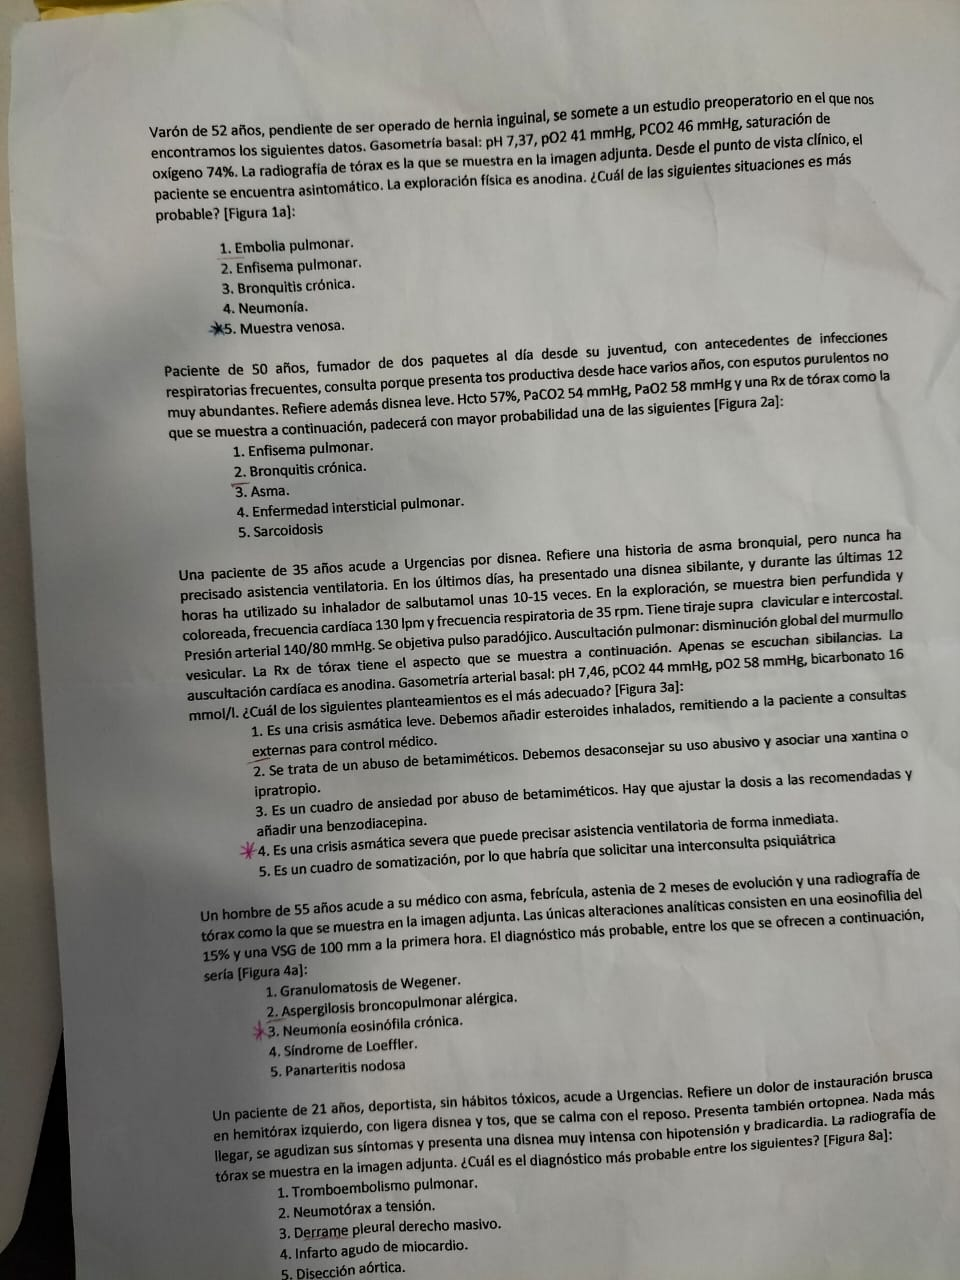 Varón de 52 años, pendiente de ser operado de hernia inguinal, se somete a un estudio preoperatorio en el que nos
encontramos los siguientes datos. Gasometría basal: pH 7,37, pO2 41 mmHg, PCO2 46 mmHg, saturación de
oxígeno 74%. La radiografía de tórax es la que se muestra en la imagen adjunta. Desde el punto de vista clínico, el
paciente se encuentra asintomático. La exploración física es anodina. ¿Cuál de las siguientes situaciones es más
probable? [Figura 1a]:
1. Embolia pulmonar.
2. Enfisema pulmonar.
3. Bronquitis crónica.
4. Neumonía.
5. Muestra venosa.
Paciente de 50 años, fumador de dos paquetes al día desde su juventud, con antecedentes de infecciones
respiratorias frecuentes, consulta porque presenta tos productiva desde hace varios años, con esputos purulentos no
muy abundantes. Refiere además disnea leve. Hcto 57%, PaCO2 54 mmHg, PaO2 58 mmHg y una Rx de tórax como la
que se muestra a continuación, padecerá con mayor probabilidad una de las siguientes [Figura 2a]:
1. Enfisema pulmonar.
2. Bronquitis crónica.
3. Asma.
4. Enfermedad intersticial pulmonar.
5. Sarcoidosis
Una paciente de 35 años acude a Urgencias por disnea. Refiere una historia de asma bronquial, pero nunca ha
precisado asistencia ventilatoria. En los últimos días, ha presentado una disnea sibilante, y durante las últimas 12
horas ha utilizado su inhalador de salbutamol unas 10-15 veces. En la exploración, se muestra bien perfundida y
coloreada, frecuencia cardíaca 130 lpm y frecuencia respiratoria de 35 rpm. Tiene tiraje supra clavicular e intercostal.
Presión arterial 140/80 mmHg. Se objetiva pulso paradójico. Auscultación pulmonar: disminución global del murmullo
vesicular. La Rx de tórax tiene el aspecto que se muestra a continuación. Apenas se escuchan sibilancias. La
auscultación cardíaca es anodina. Gasometría arterial basal: pH 7,46, pCO2 44 mmHg, pO2 58 mmHg, bicarbonato 16
mmol/l. ¿Cuál de los siguientes planteamientos es el más adecuado? [Figura 3a]:
1. Es una crisis asmática leve. Debemos añadir esteroides inhalados, remitiendo a la paciente a consultas
externas para control médico.
2. Se trata de un abuso de betamiméticos. Debemos desaconsejar su uso abusivo y asociar una xantina o
ipratropio.
3. Es un cuadro de ansiedad por abuso de betamiméticos. Hay que ajustar la dosis a las recomendadas y
añadir una benzodiacepina.
4. Es una crisis asmática severa que puede precisar asistencia ventilatoria de forma inmediata.
5. Es un cuadro de somatización, por lo que habría que solicitar una interconsulta psiquiátrica
Un hombre de 55 años acude a su médico con asma, febrícula, astenia de 2 meses de evolución y una radiografía de
tórax como la que se muestra en la imagen adjunta. Las únicas alteraciones analíticas consisten en una eosinofilia del
15% y una VSG de 100 mm a la primera hora. El diagnóstico más probable, entre los que se ofrecen a continuación,
sería [Figura 4a]:
1. Granulomatosis de Wegener.
2. Aspergilosis broncopulmonar alérgica.
3. Neumonía eosinófila crónica.
4. Síndrome de Loeffler.
5. Panarteritis nodosa
Un paciente de 21 años, deportista, sin hábitos tóxicos, acude a Urgencias. Refiere un dolor de instauración brusca
en hemitórax izquierdo, con ligera disnea y tos, que se calma con el reposo. Presenta también ortopnea. Nada más
llegar, se agudizan sus síntomas y presenta una disnea muy intensa con hipotensión y bradicardia. La radiografía de
tórax se muestra en la imagen adjunta. ¿Cuál es el diagnóstico más probable entre los siguientes? [Figura 8a]:
1. Tromboembolismo pulmonar.
2. Neumotórax a tensión.
3. Derrame pleural derecho masivo.
4. Infarto agudo de miocardio.
5. Disección aórtica.